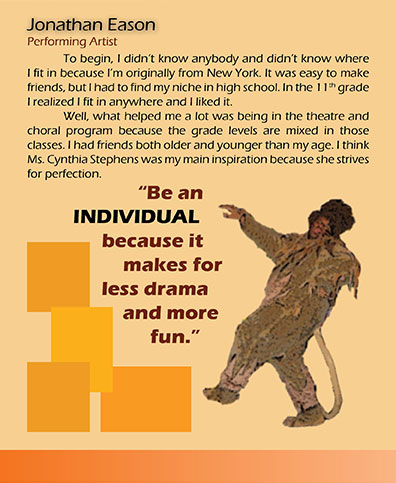 Jonathan Eason
Performing Artist
To begin, I didn't know anybody and didn't know where
I fit in because I'm originally from New York. It was easy to make
friends, but I had to find my niche in high school. In the 11th grade
I realized I fit in anywhere and I liked it.
Well, what helped me a lot was being in the theatre and
choral program because the grade levels are mixed in those
classes. I had friends both older and younger than my age. I think
Ms. Cynthia Stephens was my main inspiration because she strives
for perfection.
"Be an
INDIVIDUAL
because it
makes for
less drama
and more
fun."